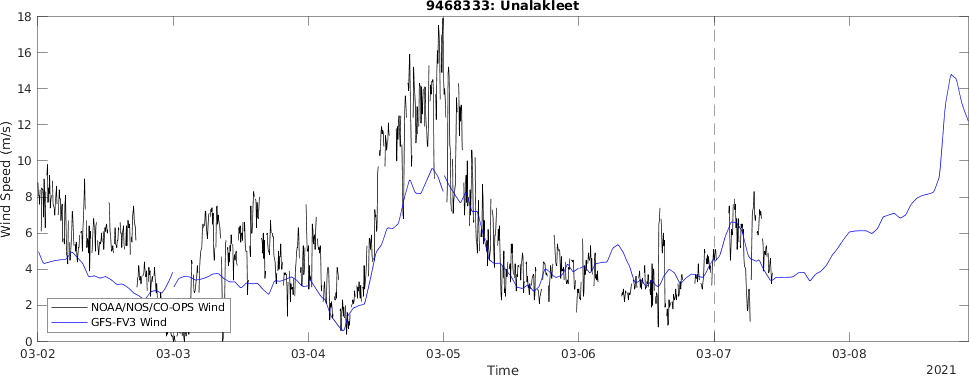 9468333: Unalakleet
18
16
14
12
10
8
6
4
2
0
Wind Speed (m/s)
NOAA/NOS/CO-OPS Wind
GFS-FV3 Wind
03-02 03-03 03-04 03-05 03-06 03-07 03-08
Time
2021